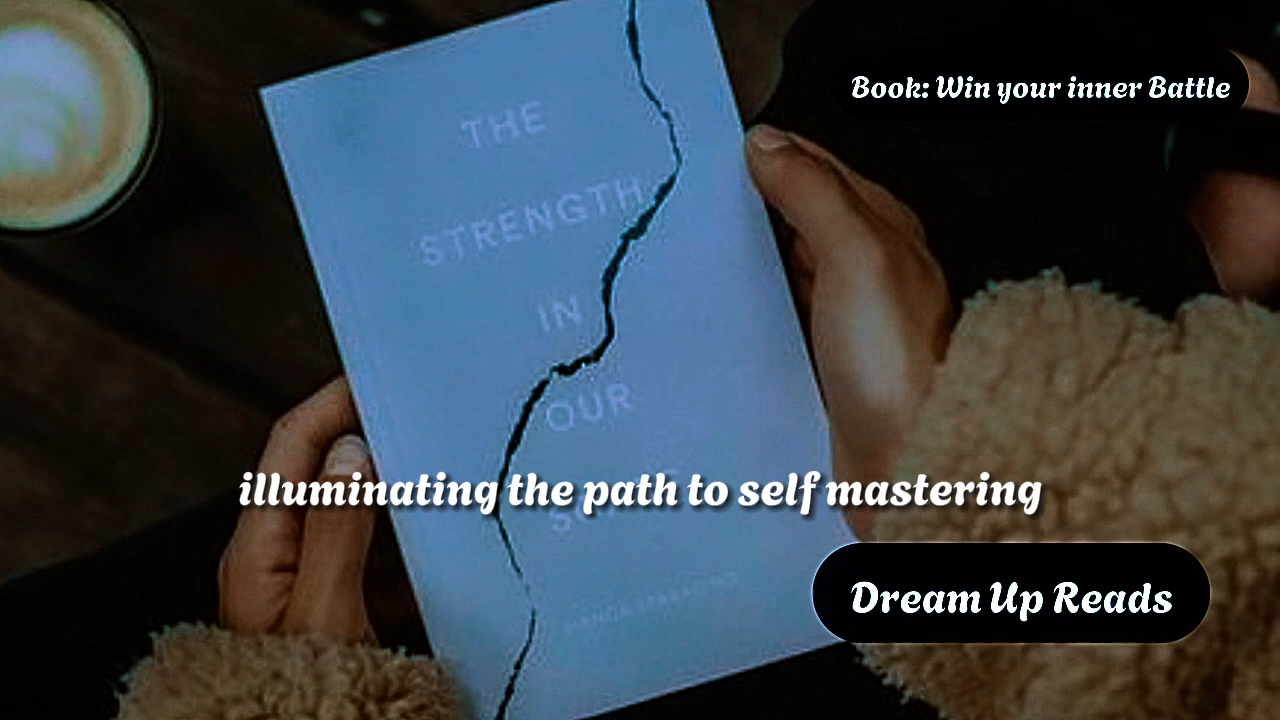 Book: Win your inner Battle
THE
STRENGTH
IN
OUR
illuminating the path to self mastering
Dream Up Reads